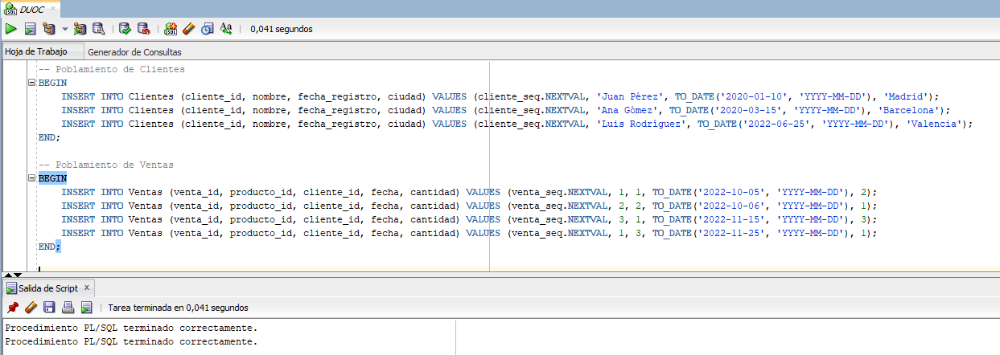 DUOC
SQL
0,041 segundos
Hoja de Trabajo
Generador de Consultas
-- Poblamiento de Clientes
BEGIN
INSERT INTO Clientes (cliente_id, nombre, fecha_registro, ciudad) VALUES (cliente_seq.NEXTVAL, 'Juan Pérez', TO_DATE('2020-01-10', 'YYYY-MM-DD'), 'Madrid');
INSERT INTO Clientes (cliente_id, nombre, fecha_registro, ciudad) VALUES (cliente_seq.NEXTVAL, 'Ana Gómez', TO_DATE('2020-03-15', 'YYYY-MM-DD'), 'Barcelona');
INSERT INTO Clientes (cliente_id, nombre, fecha_registro, ciudad) VALUES (cliente_seq.NEXTVAL, 'Luis Rodríguez', TO_DATE('2022-06-25', 'YYYY-MM-DD'), 'Valencia');
END;
-- Poblamiento de Ventas
BEGIN
INSERT INTO Ventas (venta_id, producto_id, cliente_id, fecha, cantidad) VALUES (venta_seq.NEXTVAL, 1, 1, TO_DATE('2022-10-05', 'YYYY-MM-DD'), 2);
INSERT INTO Ventas (venta_id, producto_id, cliente_id, fecha, cantidad) VALUES (venta_seq.NEXTVAL, 2, 2, TO_DATE('2022-10-06', 'YYYY-MM-DD'), 1);
INSERT INTO Ventas (venta_id, producto_id, cliente_id, fecha, cantidad) VALUES (venta_seq.NEXTVAL, 3, 1, TO_DATE('2022-11-15', 'YYYY-MM-DD'), 3);
INSERT INTO Ventas (venta_id, producto_id, cliente_id, fecha, cantidad) VALUES (venta_seq.NEXTVAL, 1, 3, TO_DATE('2022-11-25', 'YYYY-MM-DD'), 1);
END;
Salida de Script x
Tarea terminada en 0,041 segundos
Procedimiento PL/SQL terminado correctamente.
Procedimiento PL/SQL terminado correctamente.